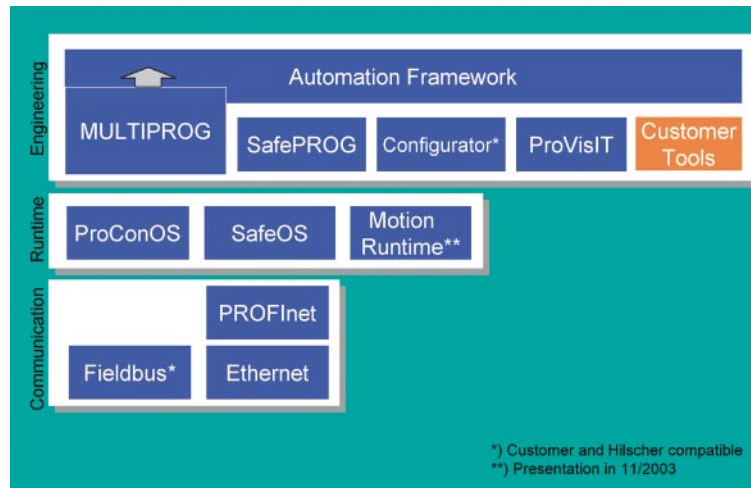 Engineering
Automation Framework
MULTIPROG
SafePROG
Configurator*
ProVisIT
Customer
Tools
Runtime
ProConOS
SafeOS
Motion
Runtime**
Communication
PROFInet
Fieldbus*
Ethernet
*) Customer and Hilscher compatible
**) Presentation in 11/2003